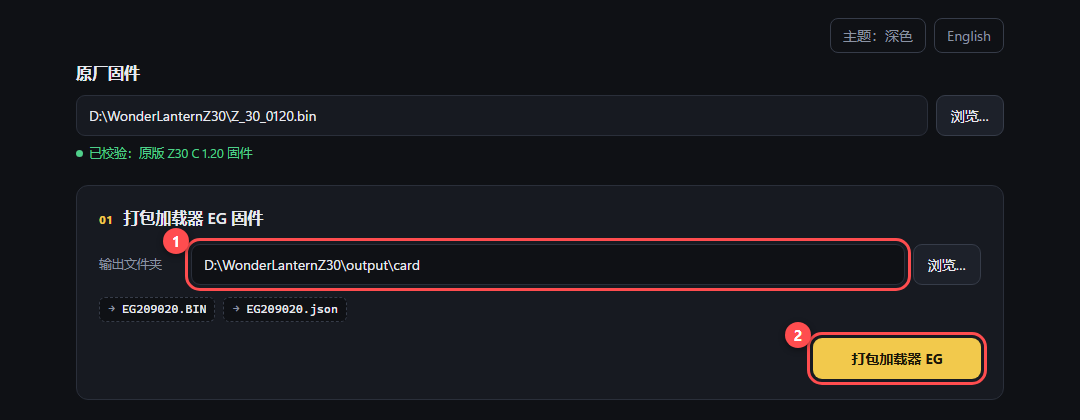 主题：深色 English
原厂固件
D:\WonderLanternZ30\Z_30_0120.bin 浏览...
已校验：原版 Z30 C 1.20 固件
01 打包加载器 EG 固件
1
输出文件夹 D:\WonderLanternZ30\output\card 浏览...
→ EG209020.BIN → EG209020.json
2
打包加载器 EG